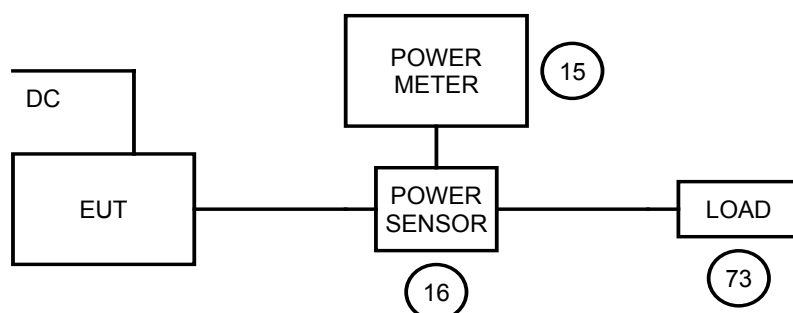 POWER
METER
15
DC
EUT
POWER
SENSOR
LOAD
16
73